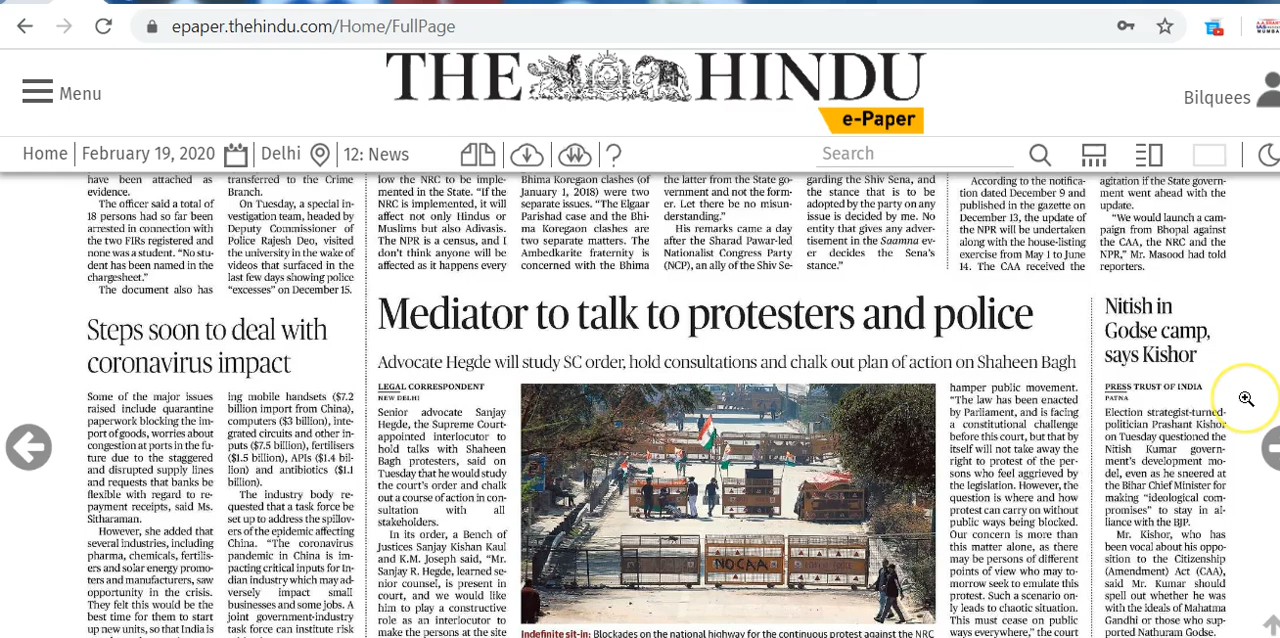 epaper.thehindu.com/Home/FullPage
Menu
THE HINDU
e-Paper
Bilquees
Home
February 19, 2020
Delhi
12: News
?
Search
have been attached as
evidence.
The officer said a total of
18 persons had so far been
arrested in connection with
the two FIRs registered and
none was a student. “No stu-
dent has been named in the
chargesheet.”
The document also has
transferred to the Crime
Branch.
On Tuesday, a special in-
vestigation team, headed by
Deputy Commissioner of
Police Rajesh Deo, visited
the university in the wake of
videos that surfaced in the
last few days showing police
“excesses” on December 15.
low the NRC to be imple-
mented in the State. “If the
NRC is implemented, it will
affect not only Hindus or
Muslims but also Adivasis.
The NPR is a census, and I
don't think anyone will be
affected as it happens every
Bhima Koregaon clashes (of
January 1, 2018) were two
separate issues. “The Elgaar
Parishad case and the Bhi-
ma Koregaon clashes are
two separate matters. The
Ambedkarite fraternity is
concerned with the Bhima
the latter from the State go-
vernment and not the form-
er. Let there be no misun-
derstanding.”
His remarks came a day
after the Sharad Pawar-led
Nationalist Congress Party
(NCP), an ally of the Shiv Se-
garding the Shiv Sena, and
the stance that is to be
adopted by the party on any
issue is decided by me. No
entity that gives any adver-
tisement in the Saamna ev-
er decides the Sena's
stance.”
According to the notifica-
tion dated December 9 and
published in the gazette on
December 13, the update of
the NPR will be undertaken
along with the house-listing
exercise from May 1 to June
14. The CAA received the
agitation if the State govern-
ment went ahead with the
update.
“We would launch a cam-
paign from Bhopal against
the CAA, the NRC and the
NPR,” Mr. Masood had told
reporters.
Steps soon to deal with
coronavirus impact
Some of the major issues
raised include quarantine
paperwork blocking the im-
port of goods, worries about
congestion at ports in the fu-
ture due to the staggered
and disrupted supply lines
and requests that banks be
flexible with regard to re-
payment receipts, said Ms.
Sitharaman.
However, she added that
several industries, including
pharma, chemicals, fertilis-
ers and solar energy promo-
ters and manufacturers, saw
opportunity in the crisis.
They felt this would be the
best time for them to start
up new units, so that India is
ing mobile handsets ($7.2
billion import from China),
computers ($3 billion), inte-
grated circuits and other in-
puts ($7.5 billion), fertilisers
($1.5 billion), APIs ($1.4 bil-
lion) and antibiotics ($1.1
billion).
The industry body re-
quested that a task force be
set up to address the spillov-
ers of the epidemic affecting
China. “The coronavirus
pandemic in China is im-
pacting critical inputs for In-
dian industry which may ad-
versely impact small
businesses and some jobs. A
joint government-industry
task force can institute risk
Mediator to talk to protesters and police
Advocate Hegde will study SC order, hold consultations and chalk out plan of action on Shaheen Bagh
LEGAL CORRESPONDENT
NEW DELHI
Senior advocate Sanjay
Hegde, the Supreme Court-
appointed interlocutor to
hold talks with Shaheen
Bagh protesters, said on
Tuesday that he would study
the court's order and chalk
out a course of action in con-
sultation with all
stakeholders.
In its order, a Bench of
Justices Sanjay Kishan Kaul
and K.M. Joseph said, “Mr.
Sanjay R. Hegde, learned se-
nior counsel, is present in
court, and we would like
him to play a constructive
role as an interlocutor to
make the persons at the site
NO CAA
Indefinite sit-in: Blockades on the national highway for the continuous protest against the NRC
hamper public movement.
“The law has been enacted
by Parliament, and is facing
a constitutional challenge
before this court, but that by
itself will not take away the
right to protest of the per-
sons who feel aggrieved by
the legislation. However, the
question is where and how
protest can carry on without
public ways being blocked.
Our concern is more than
this matter alone, as there
may be persons of different
points of view who may to-
morrow seek to emulate this
protest. Such a scenario on-
ly leads to chaotic situation.
This must cease on public
ways everywhere,” the court
Nitish in
Godse camp,
says Kishor
PRESS TRUST OF INDIA
PATNA
Election strategist-turned-
politician Prashant Kishor
on Tuesday questioned the
Nitish Kumar govern-
ment's development mo-
del, even as he sneered at
the Bihar Chief Minister for
making “ideological com-
promises” to stay in al-
liance with the BJP.
Mr. Kishor, who has
been vocal about his oppo-
sition to the Citizenship
(Amendment) Act (CAA),
said Mr. Kumar should
spell out whether he was
with the ideals of Mahatma
Gandhi or those who sup-
ported Nathuram Godse.